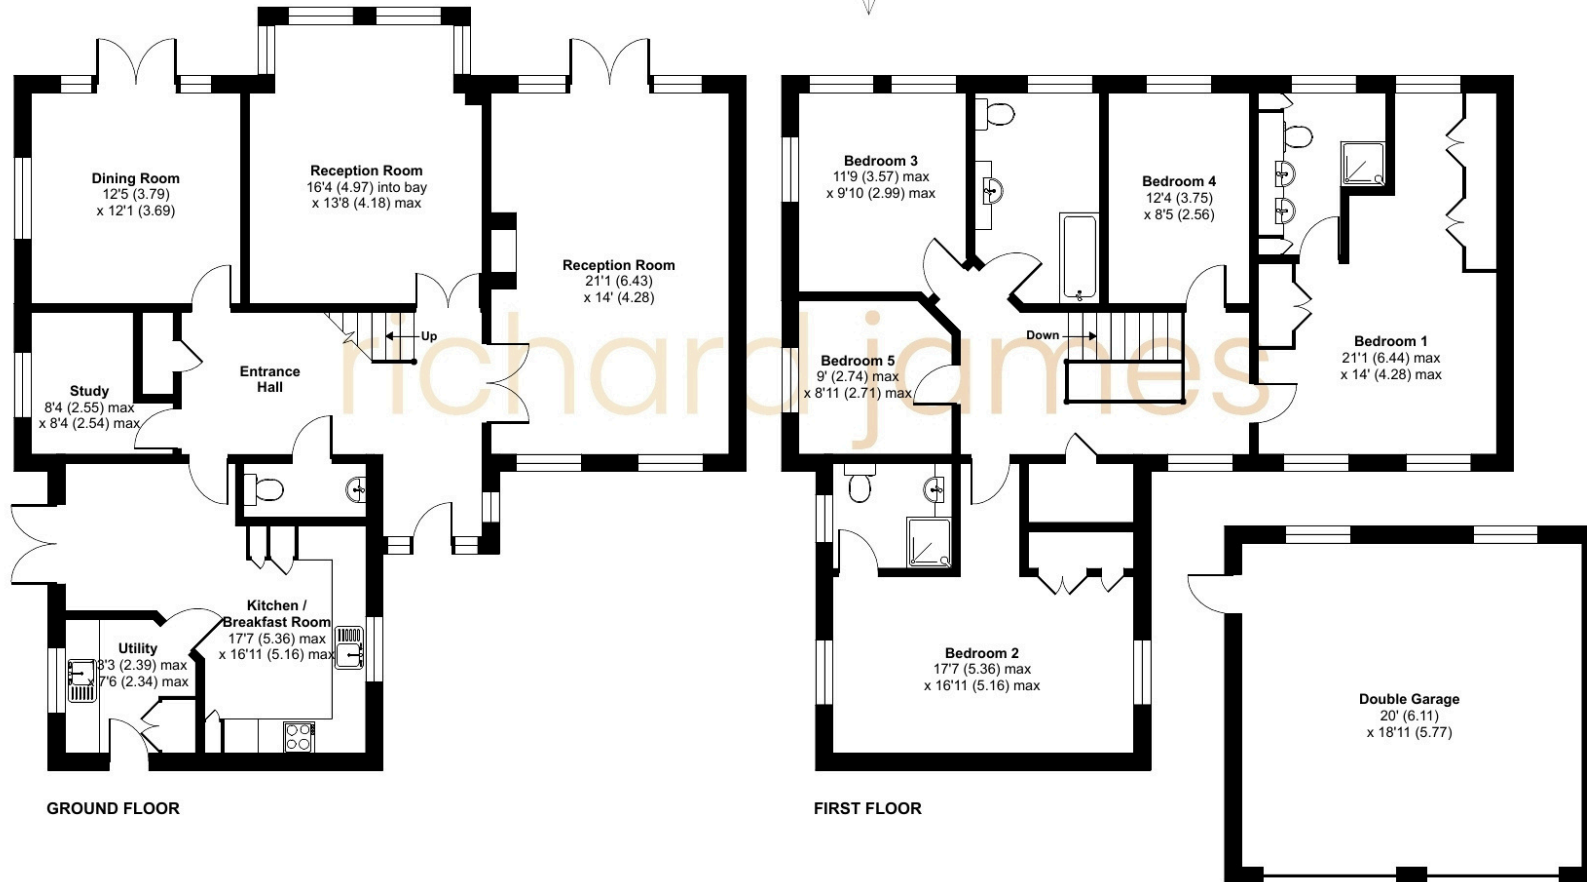 Dining Room
12'5 (3.79)
x 12'1 (3.69)
Reception Room
16'4 (4.97) into bay
x 13'8 (4.18) max
Reception Room
21'1 (6.43)
x 14' (4.28)
Up
Entrance
Hall
Study
8'4 (2.55) max
x 8'4 (2.54) max
Kitchen /
Breakfast Room
17'7 (5.36) max
x 16'11 (5.16) max
Utility
3'3 (2.39) max
x 7'6 (2.34) max
GROUND FLOOR
Bedroom 3
11'9 (3.57) max
x 9'10 (2.99) max
Bedroom 4
12'4 (3.75)
x 8'5 (2.56)
Down
Bedroom 1
21'1 (6.44) max
x 14' (4.28) max
Bedroom 5
9' (2.74) max
x 8'11 (2.71) max
Bedroom 2
17'7 (5.36) max
x 16'11 (5.16) max
FIRST FLOOR
Double Garage
20' (6.11)
x 18'11 (5.77)
richard james